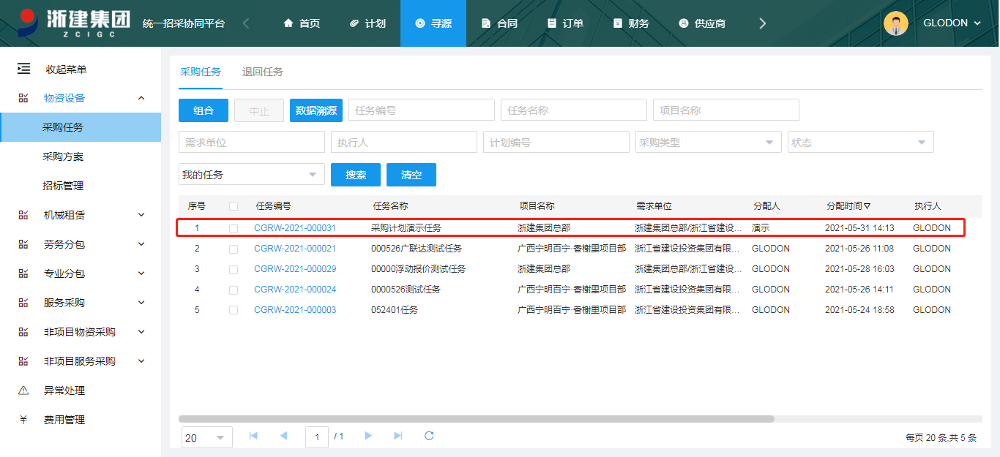 浙建集团 ZCIGC 统一招采协同平台 首页 计划 寻源 合同 订单 财务 供应商 GLODON
收起菜单
物资设备
采购任务
采购方案
招标管理
机械租赁
劳务分包
专业分包
服务采购
非项目物资采购
非项目服务采购
异常处理
¥ 费用管理
采购任务 退回任务
组合 中止 数据溯源 任务编号 任务名称 项目名称
需求单位 执行人 计划编号 采购类型 状态
我的任务 搜索 清空
序号 任务编号 任务名称 项目名称 需求单位 分配人 分配时间 执行人
1 CGRW-2021-000031 采购计划演示任务 浙建集团总部 浙建集团总部/浙江省建设... 演示 2021-05-31 14:13 GLODON
2 CGRW-2021-000021 000526广联达测试任务 广西宁明百宁·香榭里项目部 浙江省建设投资集团有限... GLODON 2021-05-26 11:08 GLODON
3 CGRW-2021-000029 00000浮动报价测试任务 浙建集团总部 浙建集团总部/浙江省建设... GLODON 2021-05-28 16:03 GLODON
4 CGRW-2021-000024 0000526测试任务 广西宁明百宁·香榭里项目部 浙江省建设投资集团有限... GLODON 2021-05-26 14:11 GLODON
5 CGRW-2021-000003 052401任务 广西宁明百宁·香榭里项目部 浙江省建设投资集团有限... GLODON 2021-05-24 18:58 GLODON
20 1 / 1 每页 20 条,共 5 条